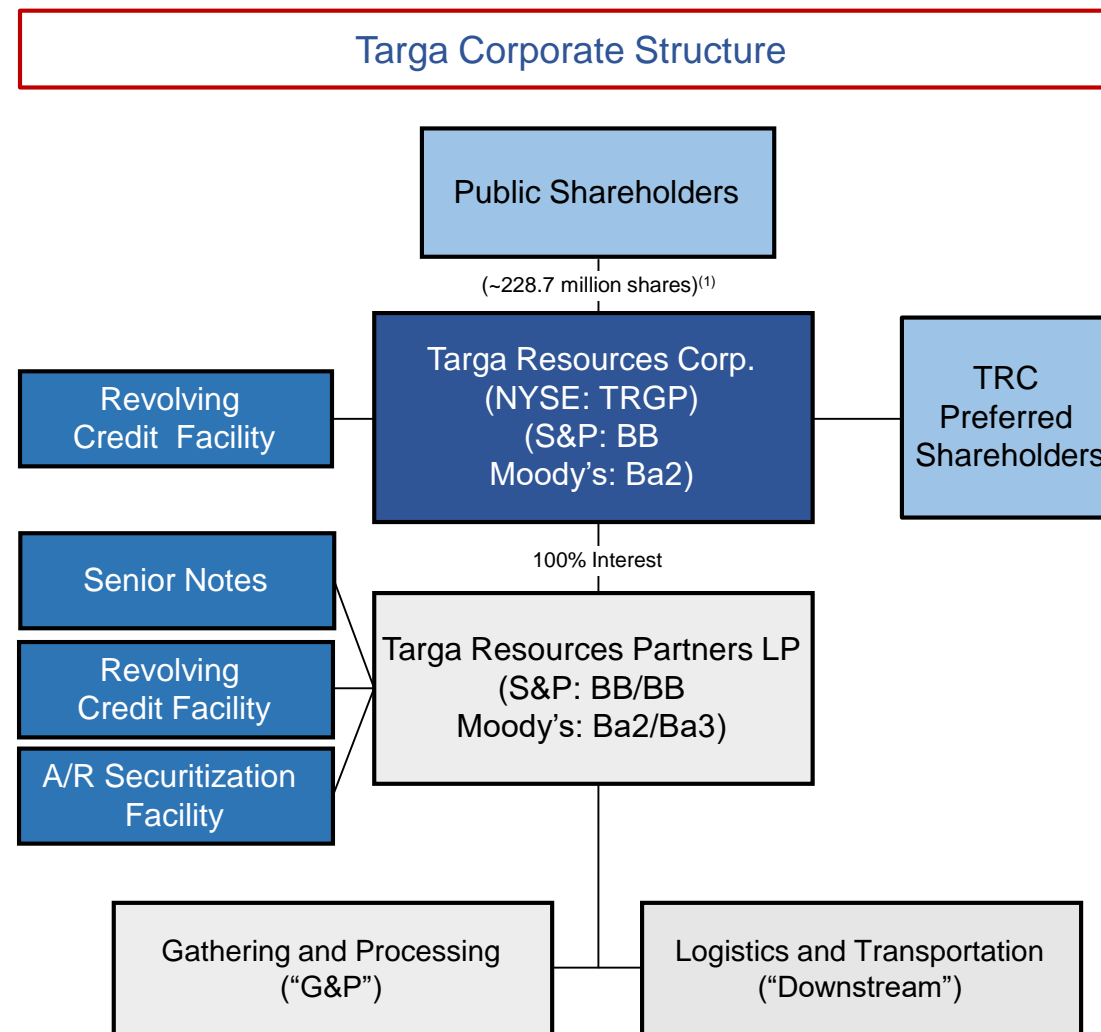 Targa Corporate Structure
Public Shareholders
(~228.7 million shares)(1)
Targa Resources Corp.
(NYSE: TRGP)
(S&P: BB
Moody’s: Ba2)
Revolving
Credit Facility
TRC
Preferred
Shareholders
100% Interest
Senior Notes
Revolving
Credit Facility
A/R Securitization
Facility
Targa Resources Partners LP
(S&P: BB/BB
Moody’s: Ba2/Ba3)
Gathering and Processing
(“G&P”)
Logistics and Transportation
(“Downstream”)